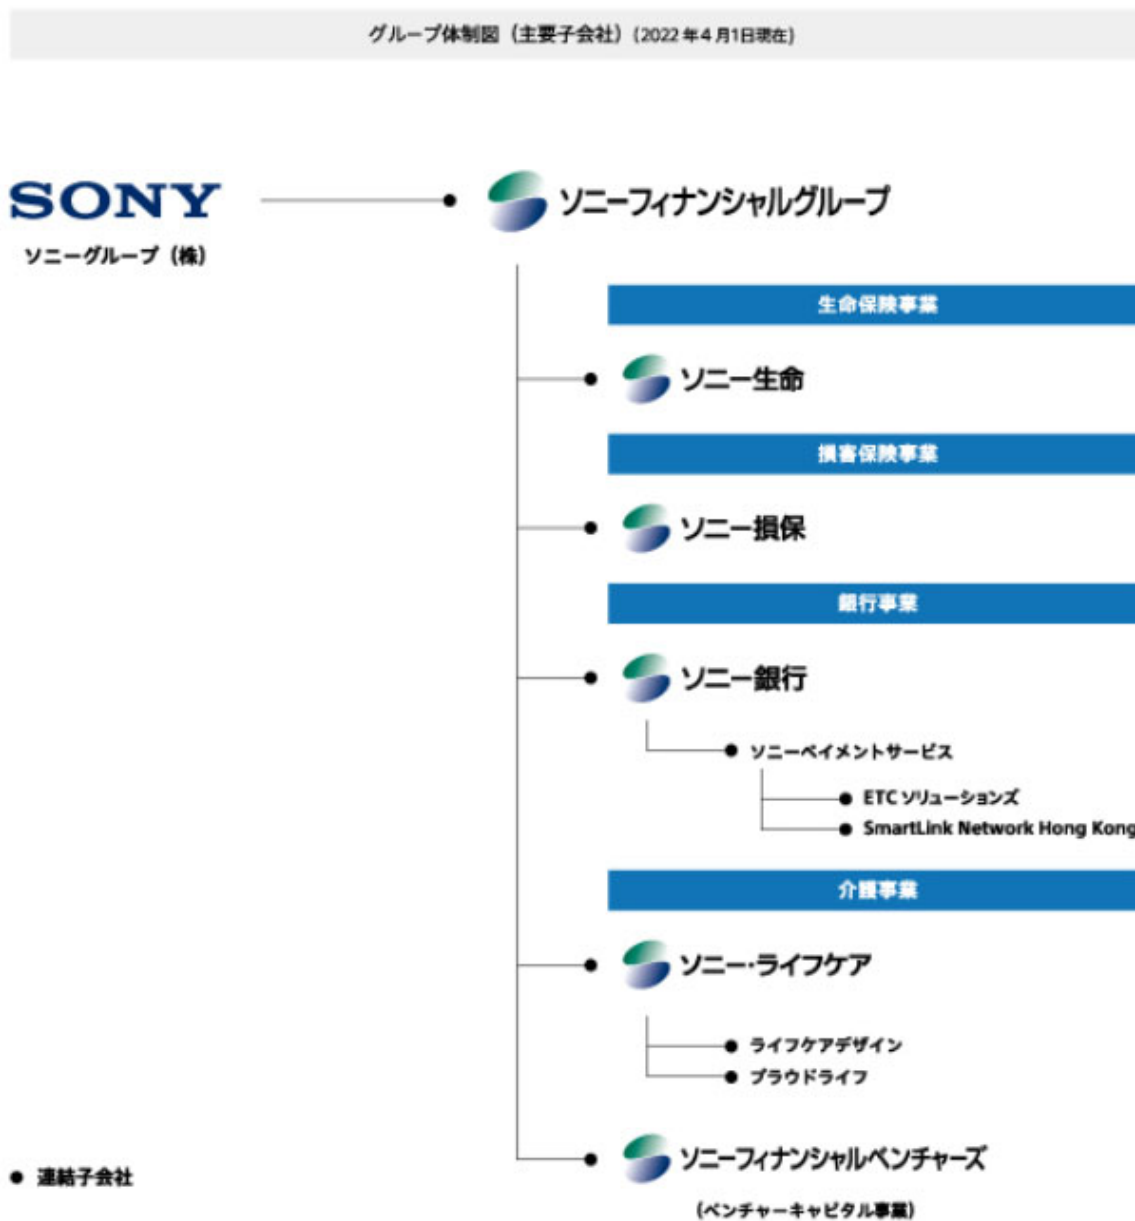 グループ体制図（主要子会社）（2022年4月1日現在）
SONY
ソニーフィナンシャルグループ
ソニーグループ（株）
生命保険事業
ソニー生命
損害保険事業
ソニー損保
銀行事業
ソニー銀行
ソニーペイメントサービス
ETC ソリューションズ
SmartLink Network Hong Kong
介護事業
ソニー・ライフケア
ライフケアデザイン
プラウドライフ
ソニーフィナンシャルベンチャーズ
（ベンチャーキャピタル事業）
● 連結子会社